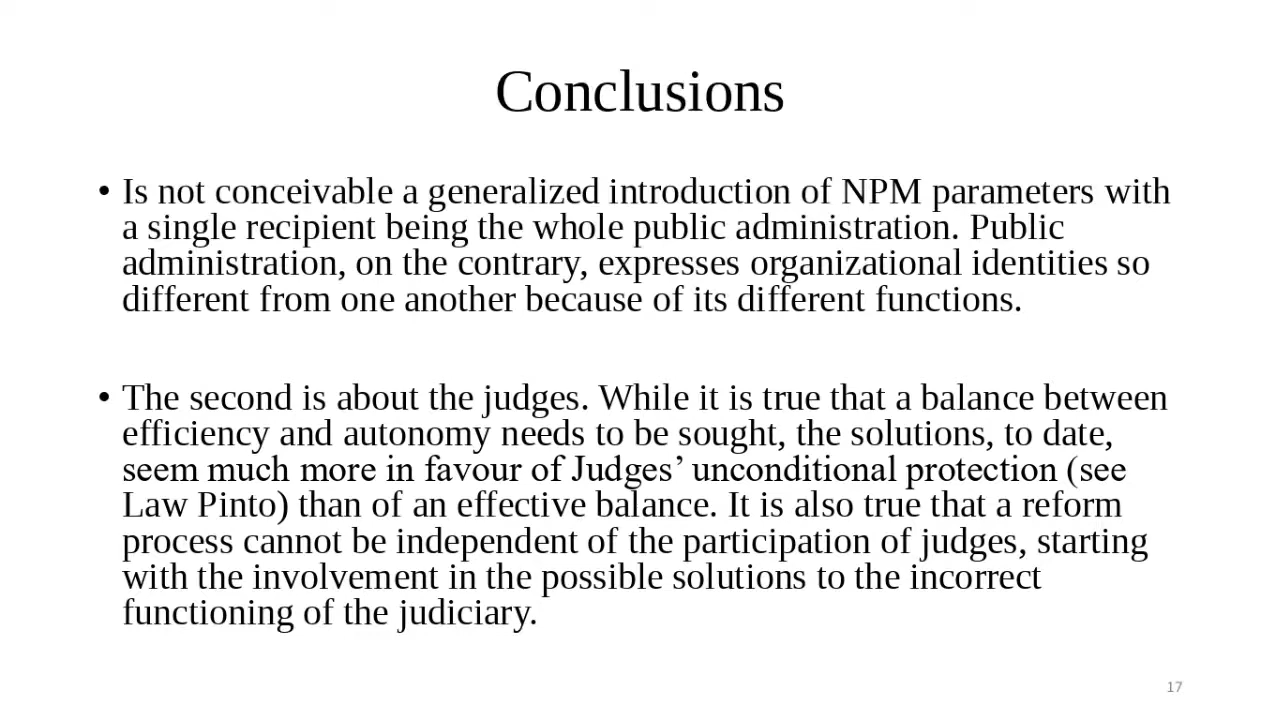 Conclusions
• Is not conceivable a generalized introduction of NPM parameters with
a single recipient being the whole public administration. Public
administration, on the contrary, expresses organizational identities so
different from one another because of its different functions.
• The second is about the judges. While it is true that a balance between
efficiency and autonomy needs to be sought, the solutions, to date,
seem much more in favour of Judges’ unconditional protection (see
Law Pinto) than of an effective balance. It is also true that a reform
process cannot be independent of the participation of judges, starting
with the involvement in the possible solutions to the incorrect
functioning of the judiciary.
17